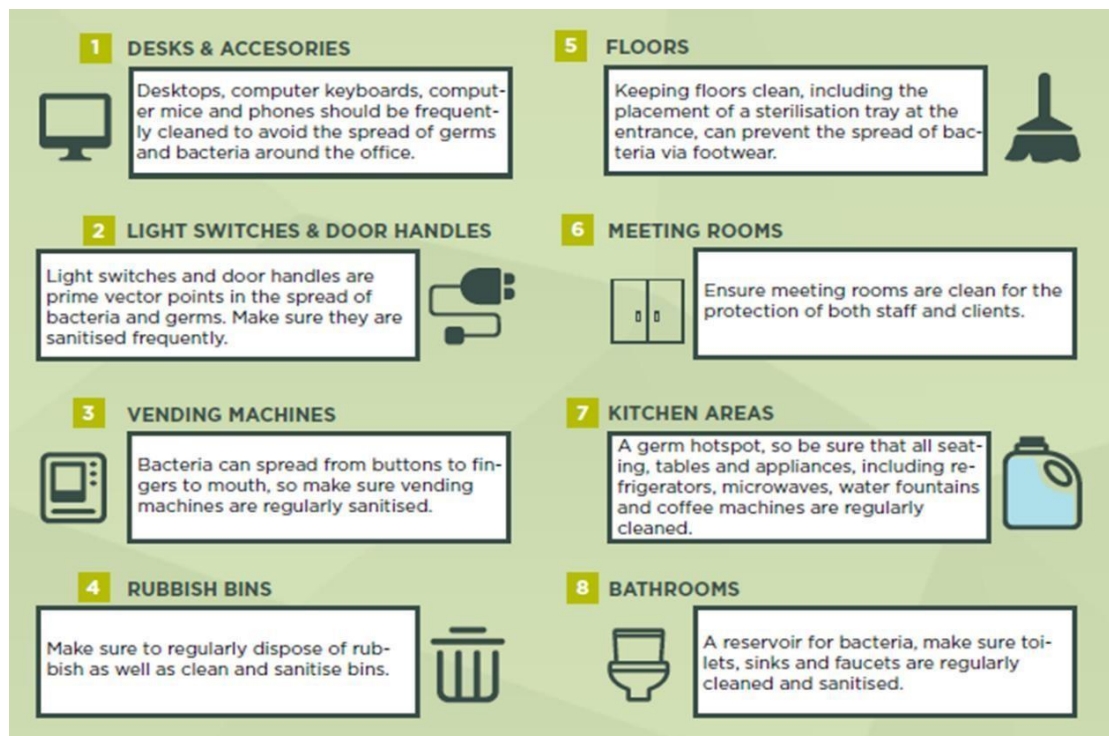 1 DESKS & ACCESORIES
Desktops, computer keyboards, comput-
er mice and phones should be frequent-
ly cleaned to avoid the spread of germs
and bacteria around the office.
2 LIGHT SWITCHES & DOOR HANDLES
Light switches and door handles are
prime vector points in the spread of
bacteria and germs. Make sure they are
sanitised frequently.
3 VENDING MACHINES
Bacteria can spread from buttons to fin-
gers to mouth, so make sure vending
machines are regularly sanitised.
4 RUBBISH BINS
Make sure to regularly dispose of rub-
bish as well as clean and sanitise bins.
5 FLOORS
Keeping floors clean, including the
placement of a sterilisation tray at the
entrance, can prevent the spread of bac-
teria via footwear.
6 MEETING ROOMS
Ensure meeting rooms are clean for the
protection of both staff and clients.
7 KITCHEN AREAS
A germ hotspot, so be sure that all seat-
ing, tables and appliances, including re-
frigerators, microwaves, water fountains
and coffee machines are regularly
cleaned.
8 BATHROOMS
A reservoir for bacteria, make sure toi-
lets, sinks and faucets are regularly
cleaned and sanitised.